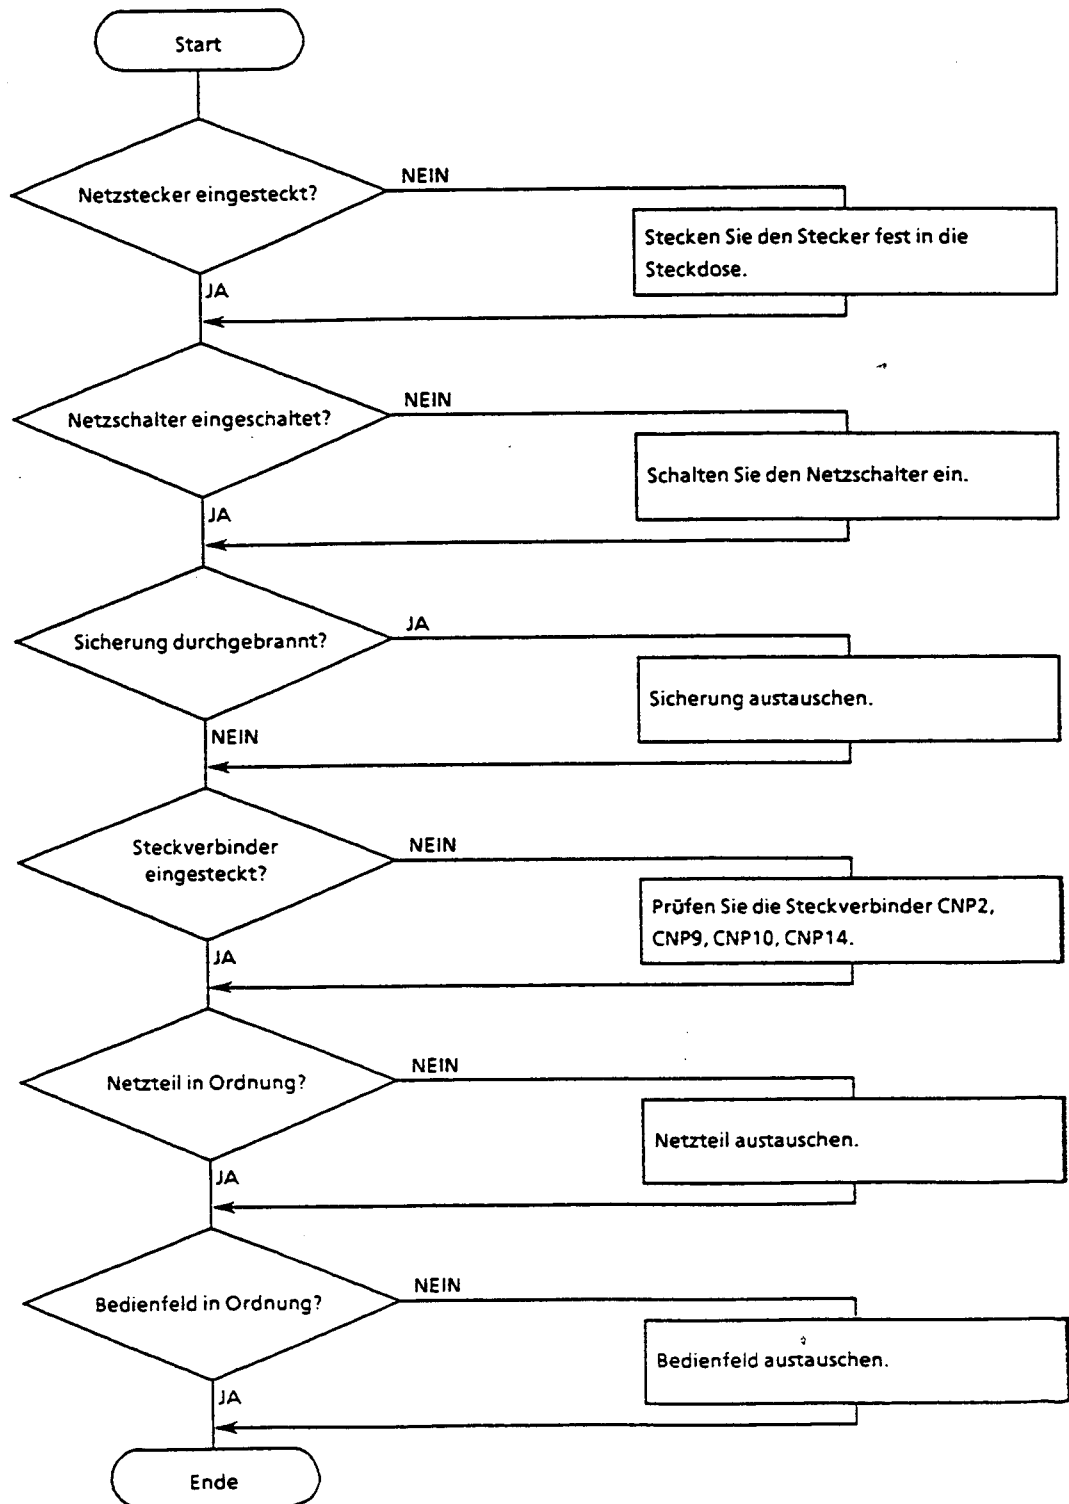 Start
Netzstecker eingesteckt?
NEIN
Stecken Sie den Stecker fest in die
Steckdose.
JA
Netzschalter eingeschaltet?
NEIN
Schalten Sie den Netzschalter ein.
JA
Sicherung durchgebrannt?
JA
Sicherung austauschen.
NEIN
Steckverbinder
eingesteckt?
NEIN
Prüfen Sie die Steckverbinder CNP2,
CNP9, CNP10, CNP14.
JA
Netzteil in Ordnung?
NEIN
Netzteil austauschen.
JA
Bedienfeld in Ordnung?
NEIN
Bedienfeld austauschen.
JA
Ende